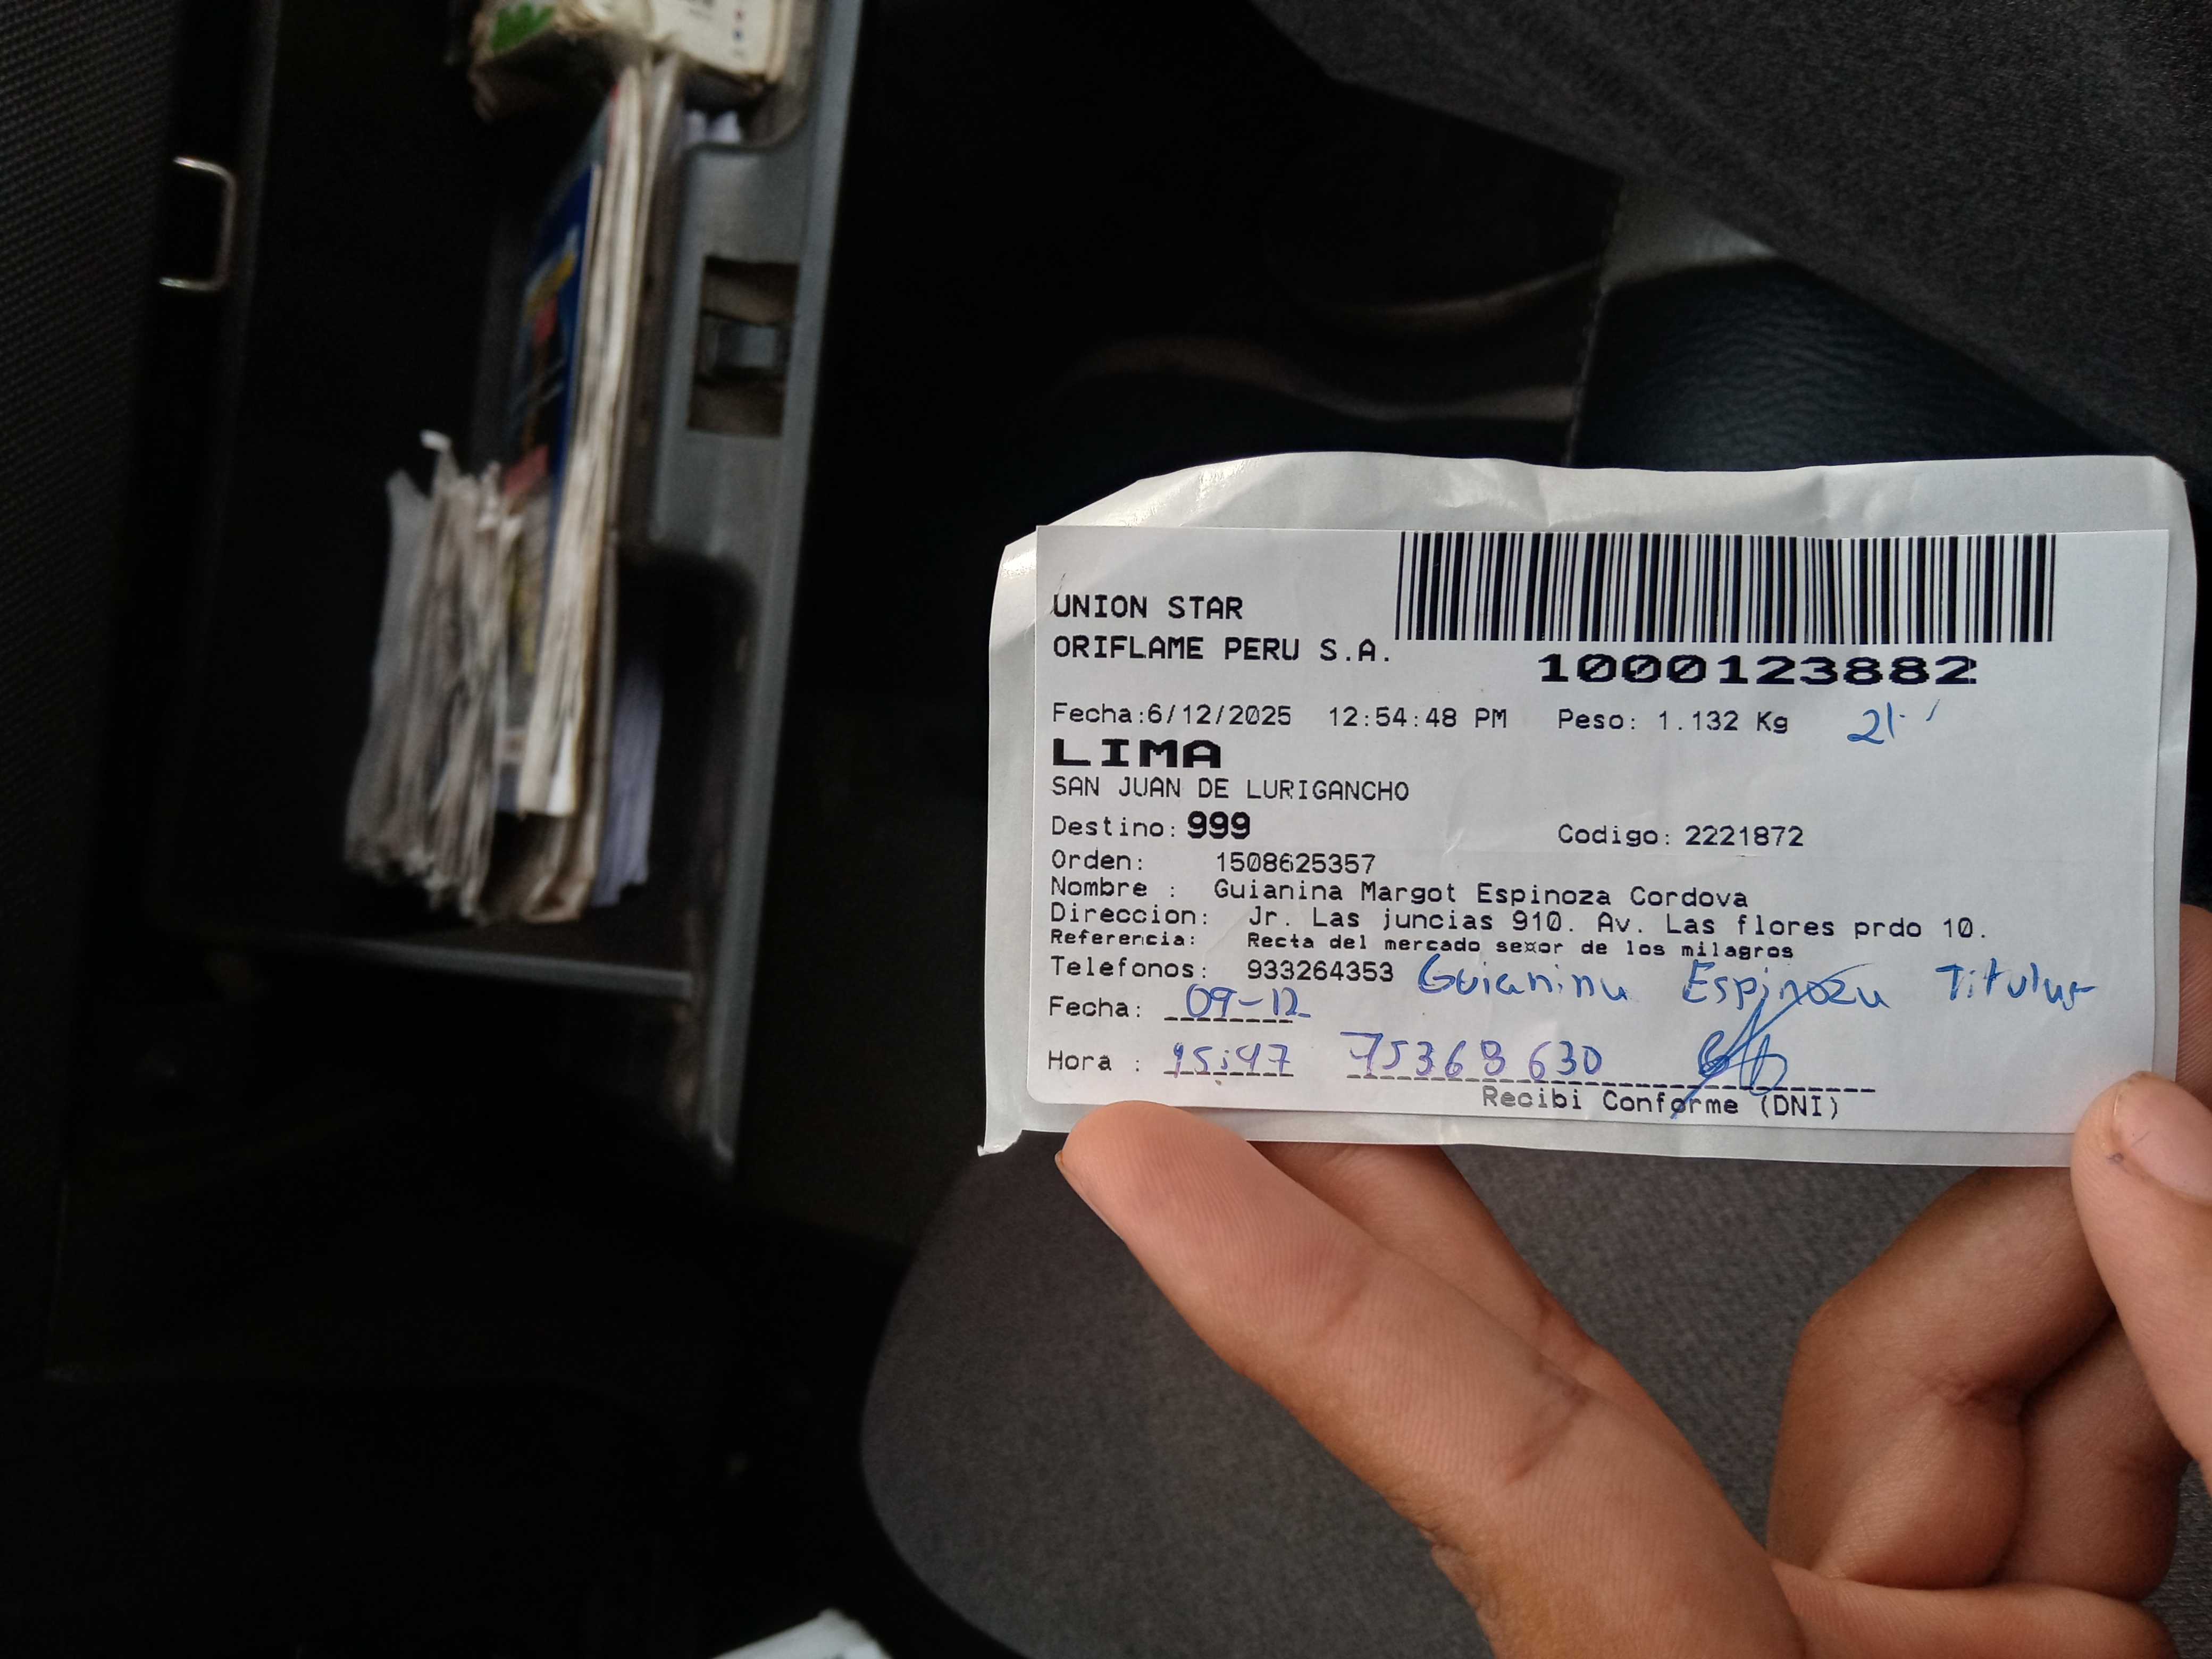 UNION STAR
ORIFLAME PERU S.A.
1000123882
Fecha:6/12/2025 12:54:48 PM Peso: 1.132 Kg 21.'
LIMA
SAN JUAN DE LURIGANCHO
Destino: 999 Codigo: 2221872
Orden: 1508625357
Nombre : Guianina Margot Espinoza Cordova
Direccion: Jr. Las juncias 910. Av. Las flores prdo 10.
Referencia: Recta del mercado sexor de los milagros
Telefonos: 933264353 Guianina Espinoza Titular
Fecha: 09-12
Hora : 15:47 75368630
Recibi Conforme (DNI)